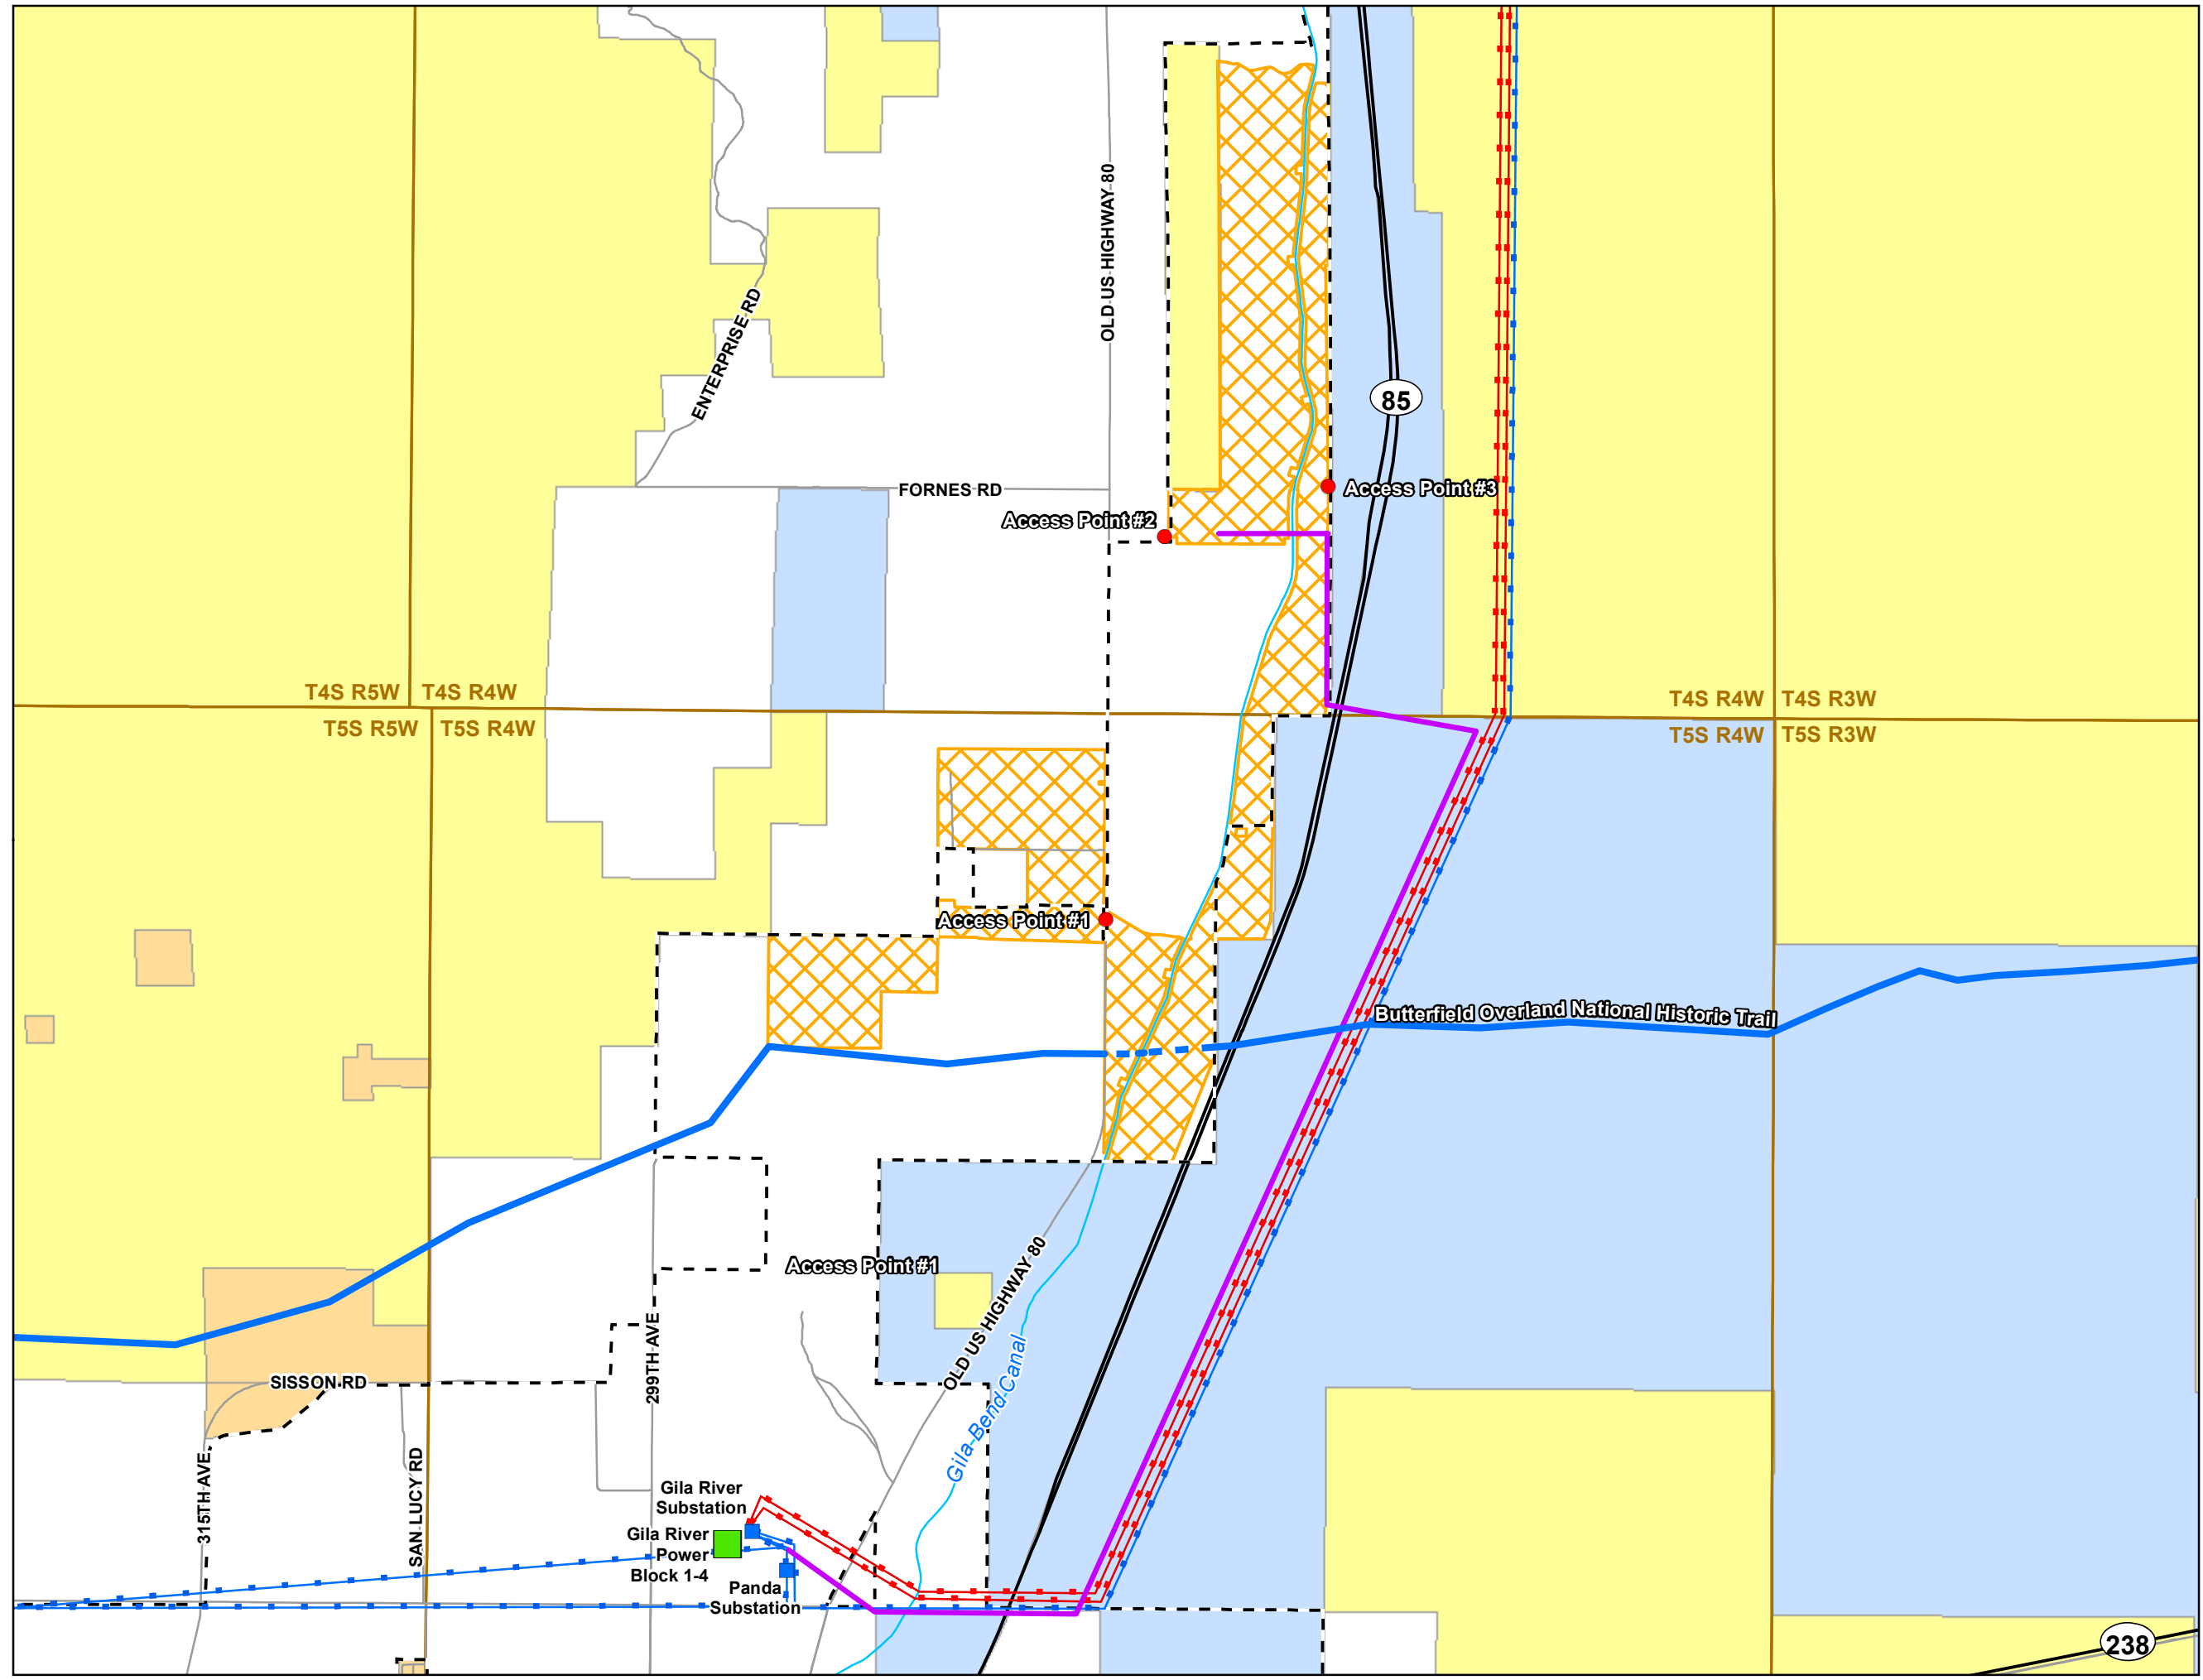 OLD US HIGHWAY 80
ENTERPRISE RD
85
FORNES RD
Access Point #3
Access Point #2
T4S R5W
T4S R4W
T4S R4W
T4S R3W
T5S R5W
T5S R4W
T5S R4W
T5S R3W
Access Point #1
Butterfield Overland National Historic Trail
Access Point #1
OLD US HIGHWAY 80
299TH AVE
SISSON RD
Gila Bend Canal
315TH AVE
SAN LUCY RD
Gila River
Substation
Gila River
Power
Block 1-4
Panda
Substation
238